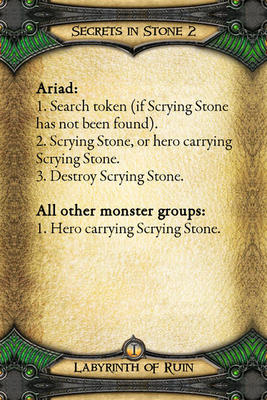 Secrets in Stone 2
Ariad:
1. Search token (if Scrying Stone
has not been found).
2. Scrying Stone, or hero carrying
Scrying Stone.
3. Destroy Scrying Stone.
All other monster groups:
1. Hero carrying Scrying Stone.
1
Labyrinth of Ruin